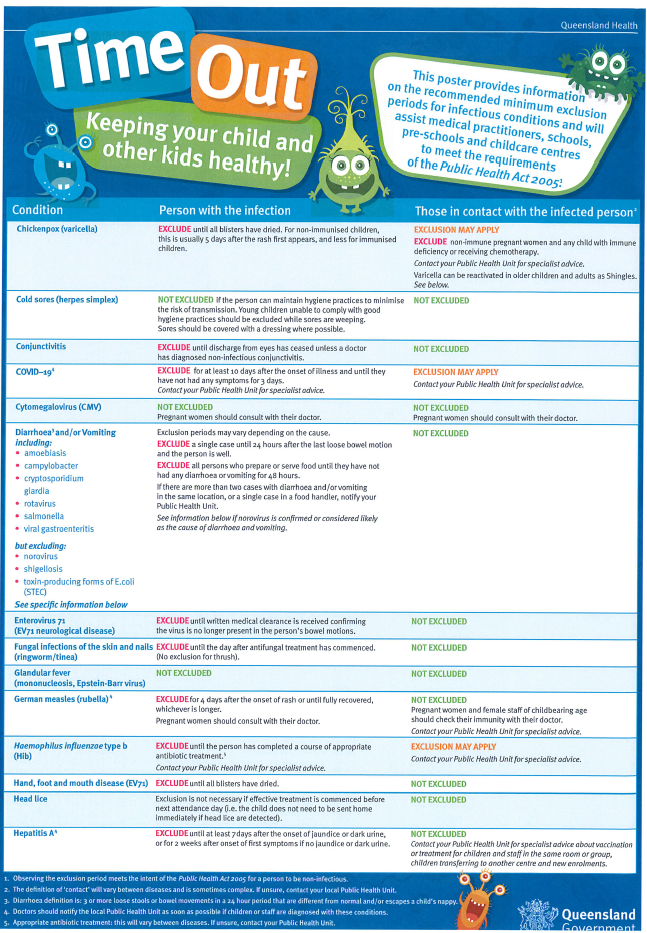 Queensland Health
Time Out
Keeping your child and
other kids healthy!
This poster provides information
on the recommended minimum exclusion
periods for infectious conditions and will
assist medical practitioners, schools,
pre-schools and childcare centres
to meet the requirements
of the Public Health Act 2005¹
Condition
Person with the infection
Those in contact with the infected person²
Chickenpox (varicella)
EXCLUDE until all blisters have dried. For non-immunised children,
this is usually 5 days after the rash first appears, and less for immunised
children.
EXCLUSION MAY APPLY
EXCLUDE non-immune pregnant women and any child with immune
deficiency or receiving chemotherapy.
Contact your Public Health Unit for specialist advice.
Varicella can be reactivated in older children and adults as Shingles.
See below.
Cold sores (herpes simplex)
NOT EXCLUDED if the person can maintain hygiene practices to minimise
the risk of transmission. Young children unable to comply with good
hygiene practices should be excluded while sores are weeping.
Sores should be covered with a dressing where possible.
NOT EXCLUDED
Conjunctivitis
EXCLUDE until discharge from eyes has ceased unless a doctor
has diagnosed non-infectious conjunctivitis.
NOT EXCLUDED
COVID–19⁴
EXCLUDE for at least 10 days after the onset of illness and until they
have not had any symptoms for 3 days.
Contact your Public Health Unit for specialist advice.
EXCLUSION MAY APPLY
Contact your Public Health Unit for specialist advice.
Cytomegalovirus (CMV)
NOT EXCLUDED
Pregnant women should consult with their doctor.
NOT EXCLUDED
Pregnant women should consult with their doctor.
Diarrhoea³ and/or Vomiting
including:
• amoebiasis
• campylobacter
• cryptosporidium
giardia
• rotavirus
• salmonella
• viral gastroenteritis
but excluding:
• norovirus
• shigellosis
• toxin-producing forms of E.coli
(STEC)
See specific information below
Exclusion periods may vary depending on the cause.
EXCLUDE a single case until 24 hours after the last loose bowel motion
and the person is well.
EXCLUDE all persons who prepare or serve food until they have not
had any diarrhoea or vomiting for 48 hours.
If there are more than two cases with diarrhoea and/or vomiting
in the same location, or a single case in a food handler, notify your
Public Health Unit.
See information below if norovirus is confirmed or considered likely
as the cause of diarrhoea and vomiting.
NOT EXCLUDED
Enterovirus 71
(EV71 neurological disease)
EXCLUDE until written medical clearance is received confirming
the virus is no longer present in the person's bowel motions.
NOT EXCLUDED
Fungal infections of the skin and nails
(ringworm/tinea)
EXCLUDE until the day after antifungal treatment has commenced.
(No exclusion for thrush).
NOT EXCLUDED
Glandular fever
(mononucleosis, Epstein-Barr virus)
NOT EXCLUDED
NOT EXCLUDED
German measles (rubella)⁴
EXCLUDE for 4 days after the onset of rash or until fully recovered,
whichever is longer.
Pregnant women should consult with their doctor.
NOT EXCLUDED
Pregnant women and female staff of childbearing age
should check their immunity with their doctor.
Contact your Public Health Unit for specialist advice.
Haemophilus influenzae type b
(Hib)
EXCLUDE until the person has completed a course of appropriate
antibiotic treatment.⁵
Contact your Public Health Unit for specialist advice.
EXCLUSION MAY APPLY
Contact your Public Health Unit for specialist advice.
Hand, foot and mouth disease (EV71)
EXCLUDE until all blisters have dried.
NOT EXCLUDED
Head lice
Exclusion is not necessary if effective treatment is commenced before
next attendance day (i.e. the child does not need to be sent home
immediately if head lice are detected).
NOT EXCLUDED
Hepatitis A⁴
EXCLUDE until at least 7 days after the onset of jaundice or dark urine,
or for 2 weeks after onset of first symptoms if no jaundice or dark urine.
NOT EXCLUDED
Contact your Public Health Unit for specialist advice about vaccination
or treatment for children and staff in the same room or group,
children transferring to another centre and new enrolments.
1. Observing the exclusion period meets the intent of the Public Health Act 2005 for a person to be non-infectious.
2. The definition of 'contact' will vary between diseases and is sometimes complex. If unsure, contact your local Public Health Unit.
3. Diarrhoea definition is: 3 or more loose stools or bowel movements in a 24 hour period that are different from normal and/or escapes a child's nappy.
4. Doctors should notify the local Public Health Unit as soon as possible if children or staff are diagnosed with these conditions.
5. Appropriate antibiotic treatment: this will vary between diseases. If unsure, contact your Public Health Unit.
Queensland
Government